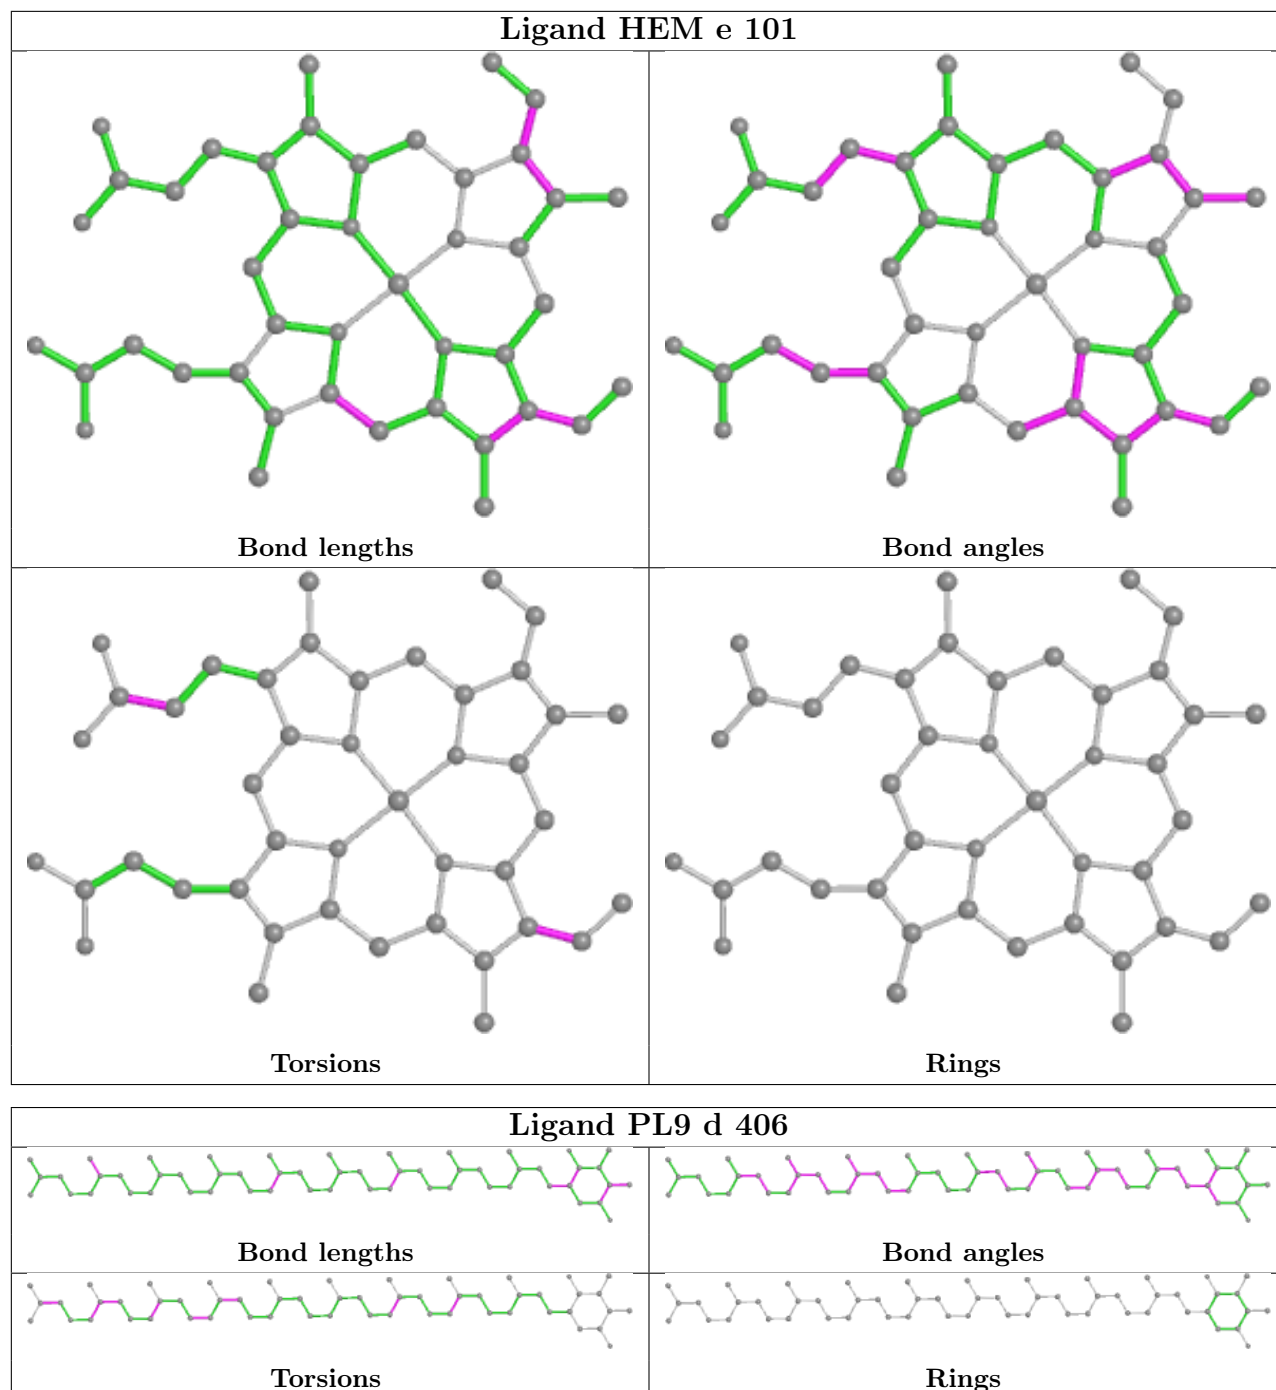 Ligand HEM e 101
Bond lengths
Bond angles
Torsions
Rings
Ligand PL9 d 406
Bond lengths
Bond angles
Torsions
Rings